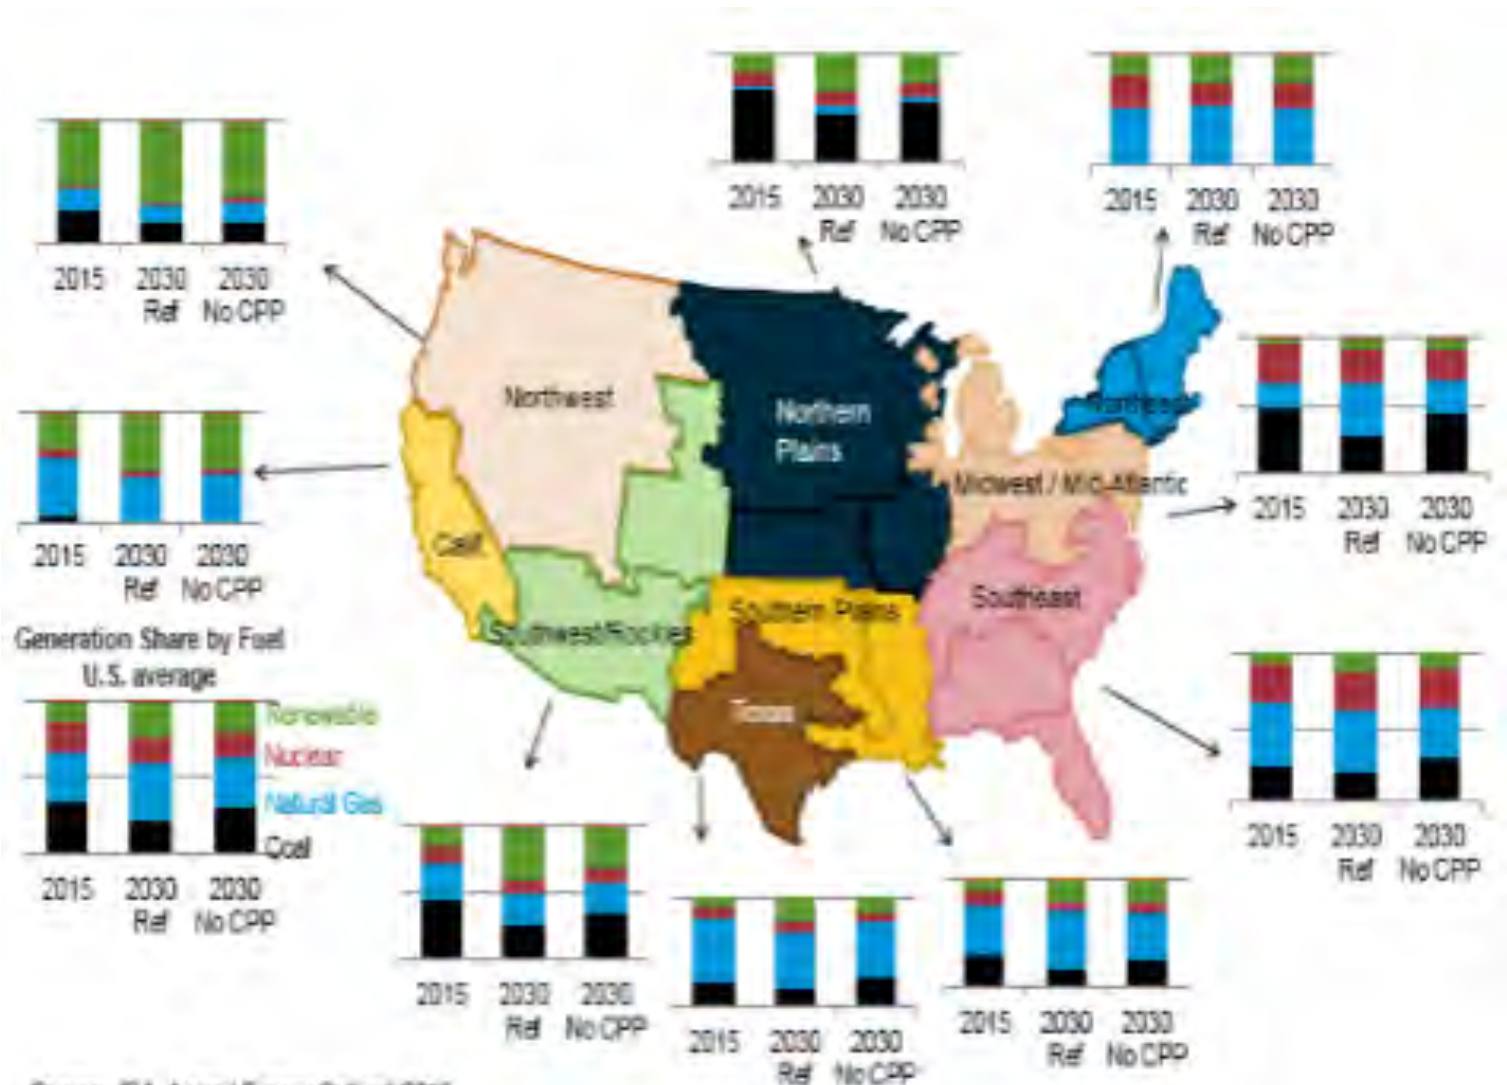 2015 2030 2030
Ref No CPP
2015 2030 2030
Ref No CPP
2015 2030 2030
Ref No CPP
2015 2030 2030
Ref No CPP
Generation Share by Fuel
U.S. average
Renewable
Nuclear
Natural Gas
Coal
2015 2030 2030
Ref No CPP
Northwest
Northern
Plains
Northeast
Midwest / Mid-Atlantic
Calif
Southwest/Rockies
Southern Plains
Southeast
Texas
2015 2030 2030
Ref No CPP
2015 2030 2030
Ref No CPP
2015 2030 2030
Ref No CPP
2015 2030 2030
Ref No CPP
2015 2030 2030
Ref No CPP